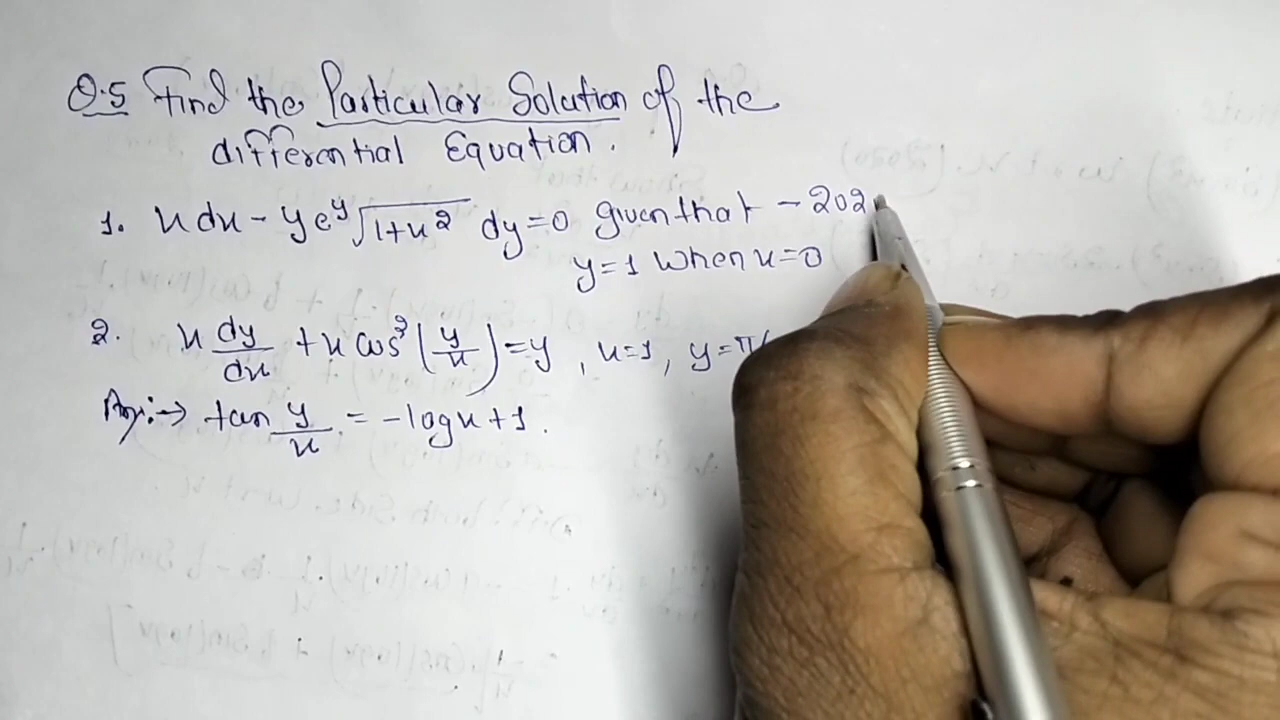 Q.5 Find the Particular Solution of the
differential Equation.
1. x dx - y e^y √(1+x²) dy = 0 given that - 202
y = 1 when x = 0
2. x dy/dx + x cos²(y/x) = y, x=1, y=π/
Ans:→ tan y/x = -logx + 1.